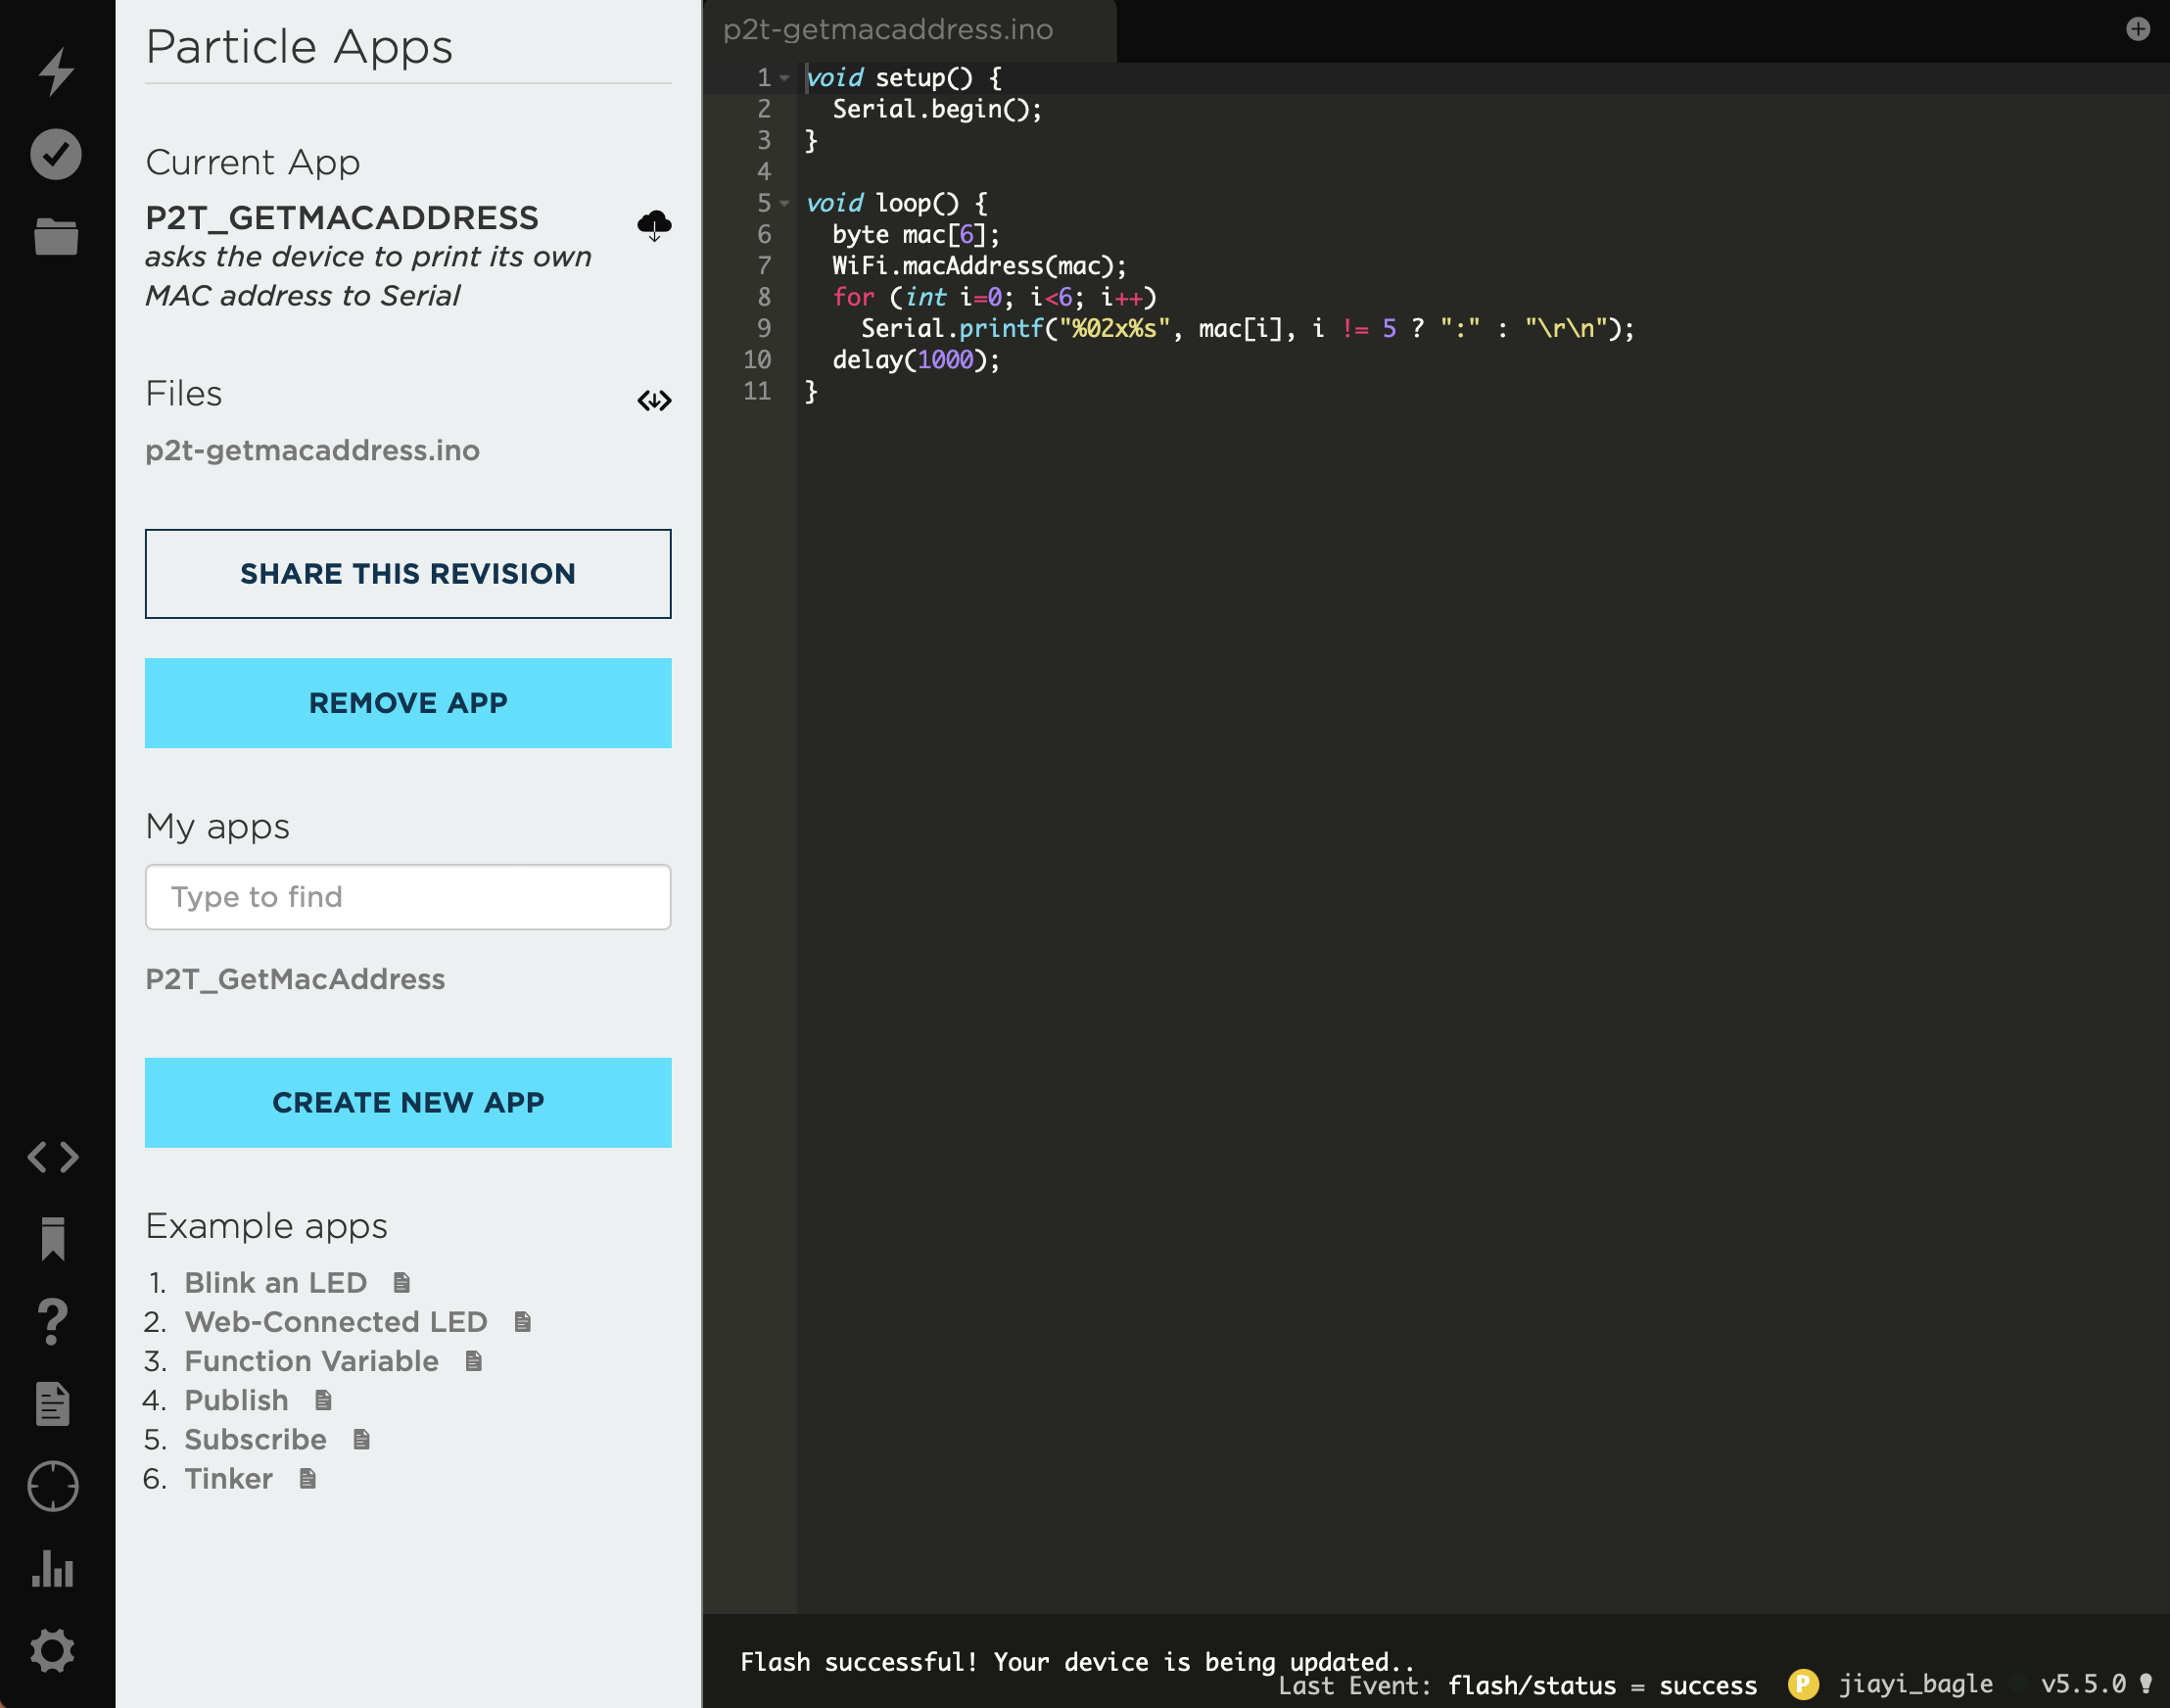 Particle Apps
Current App
P2T_GETMACADDRESS
asks the device to print its own
MAC address to Serial
Files
p2t-getmacaddress.ino
SHARE THIS REVISION
REMOVE APP
My apps
Type to find
P2T_GetMacAddress
CREATE NEW APP
Example apps
1. Blink an LED
2. Web-Connected LED
3. Function Variable
4. Publish
5. Subscribe
6. Tinker
p2t-getmacaddress.ino
1 void setup() {
2   Serial.begin();
3 }
4
5 void loop() {
6   byte mac[6];
7   WiFi.macAddress(mac);
8   for (int i=0; i<6; i++)
9     Serial.printf("%02x%s", mac[i], i != 5 ? ":" : "\r\n");
10   delay(1000);
11 }
Flash successful! Your device is being updated..
Last Event: flash/status = success P jiayi_bagle v5.5.0